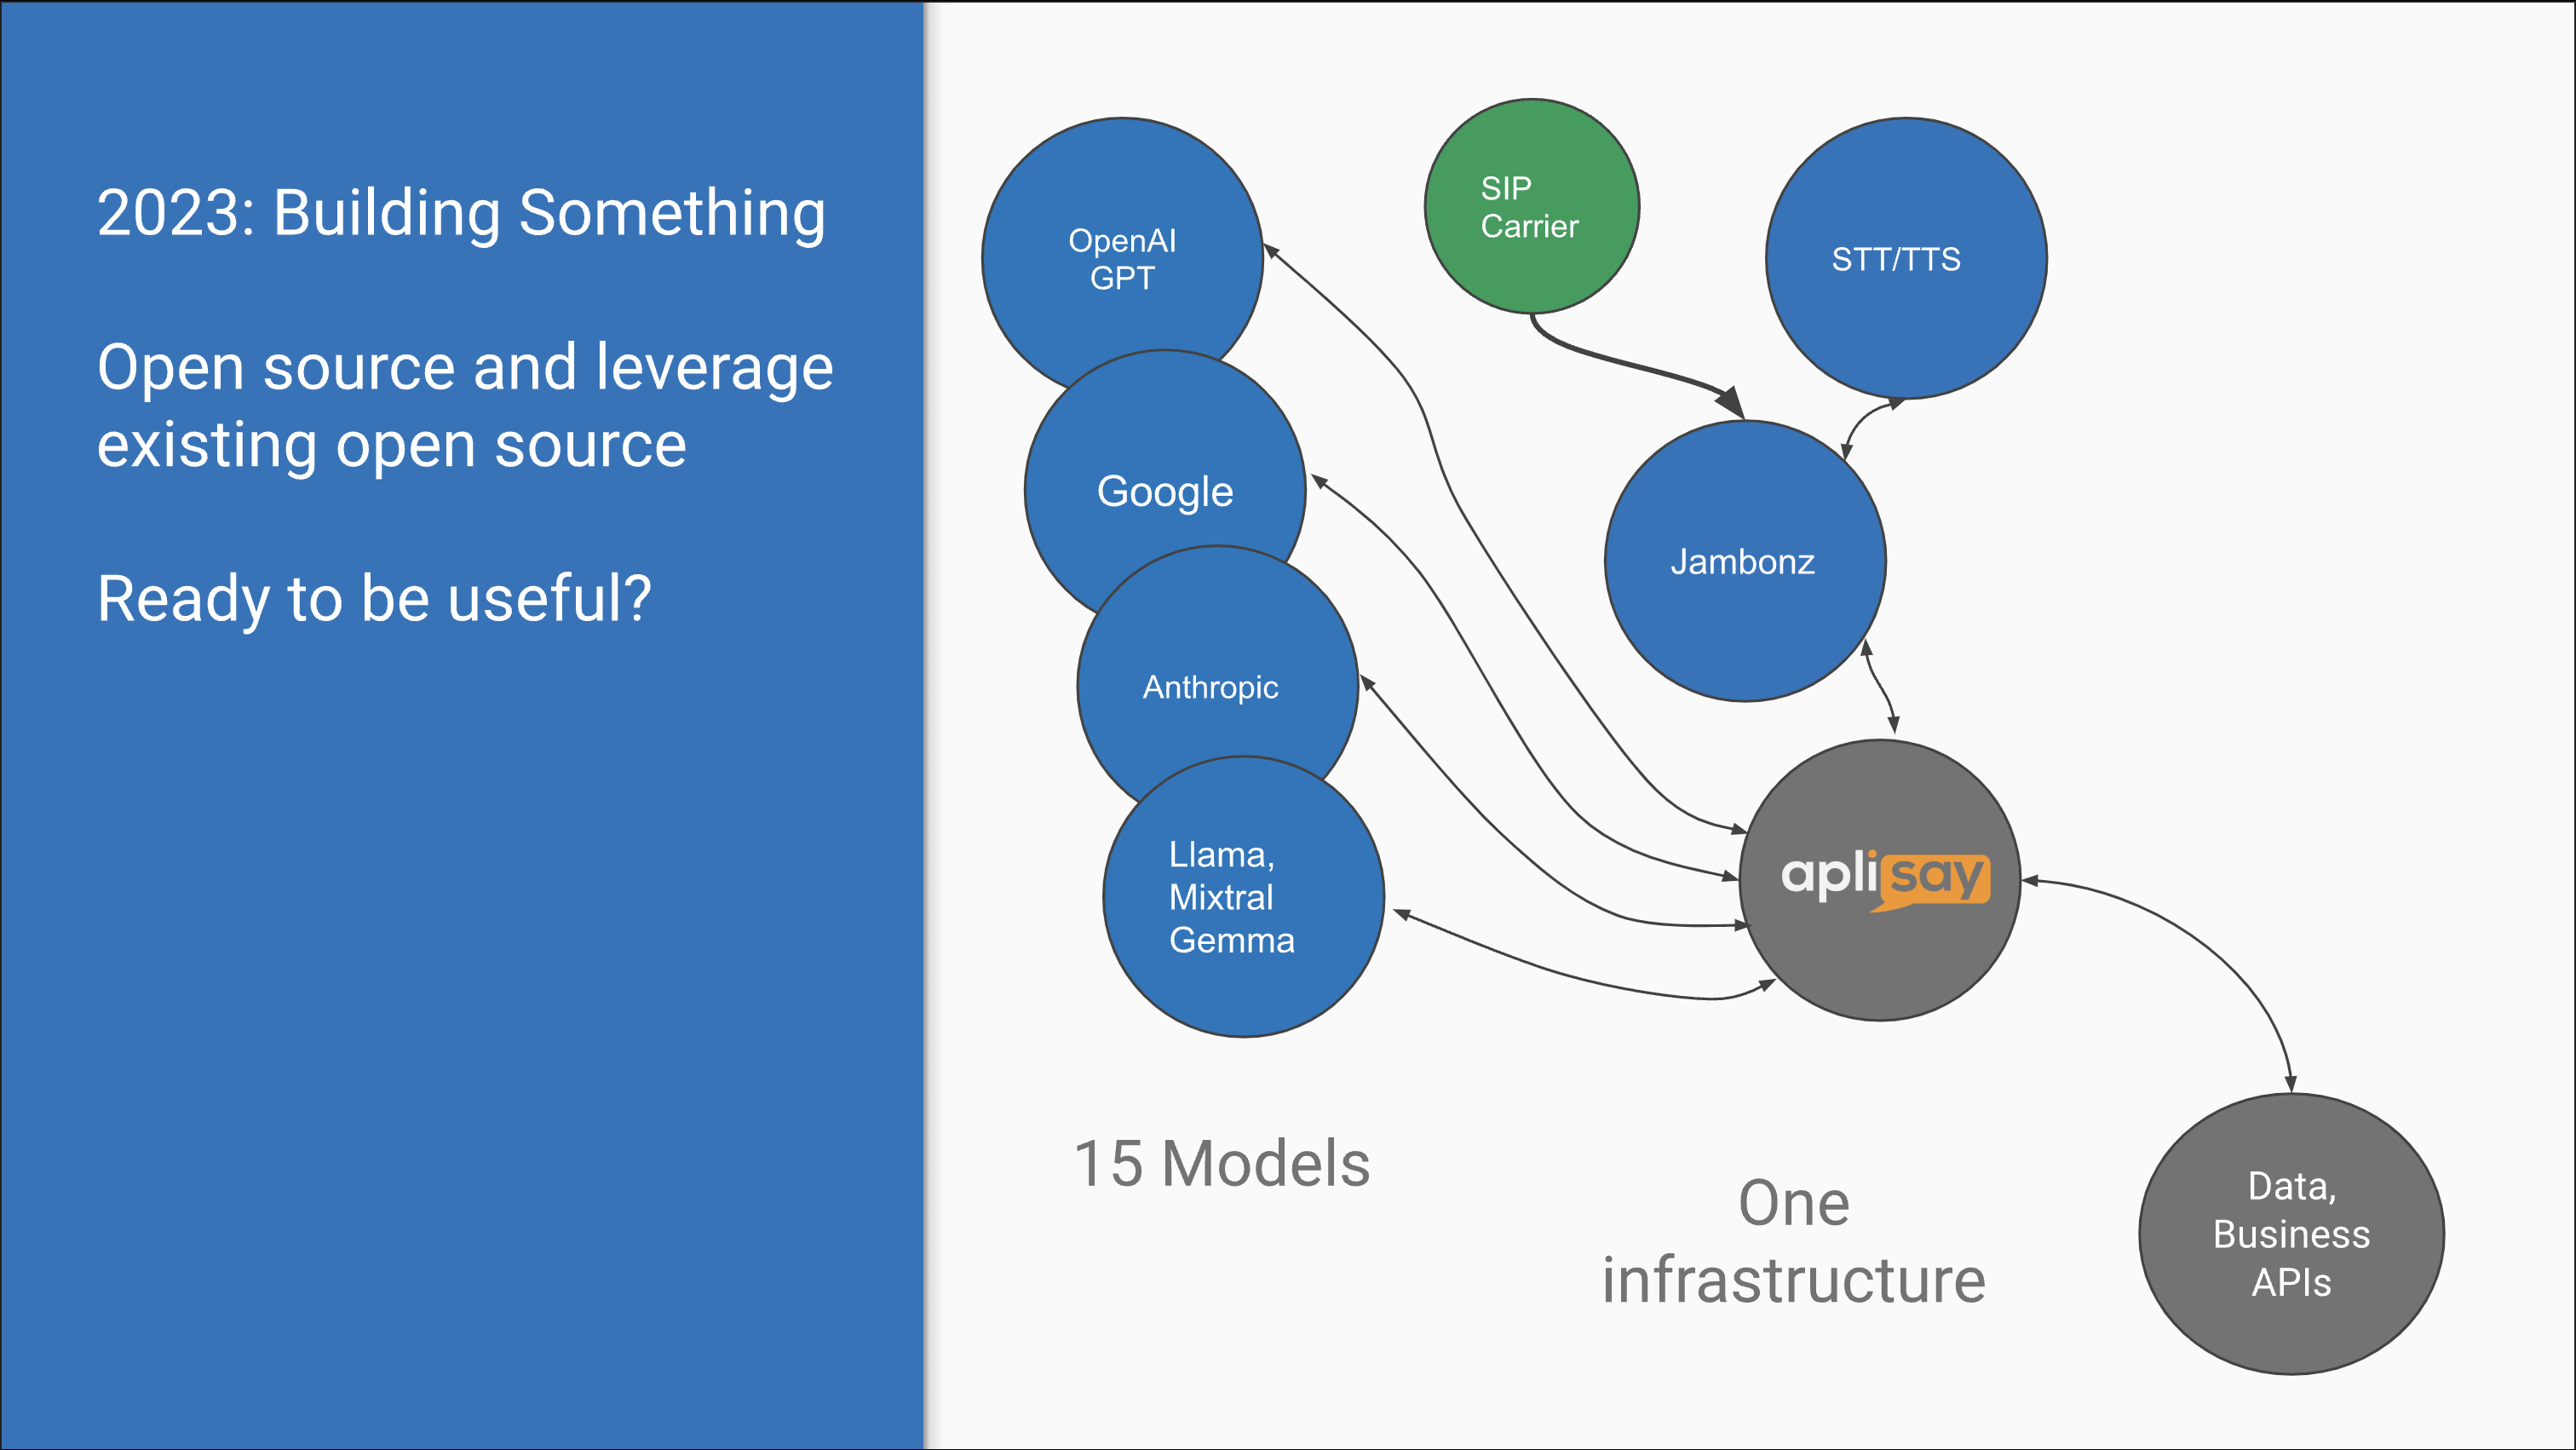 2023: Building Something
Open source and leverage
existing open source
Ready to be useful?
OpenAI
GPT
Google
Anthropic
Llama,
Mixtral
Gemma
15 Models
SIP
Carrier
STT/TTS
Jambonz
aplisay
One
infrastructure
Data,
Business
APIs